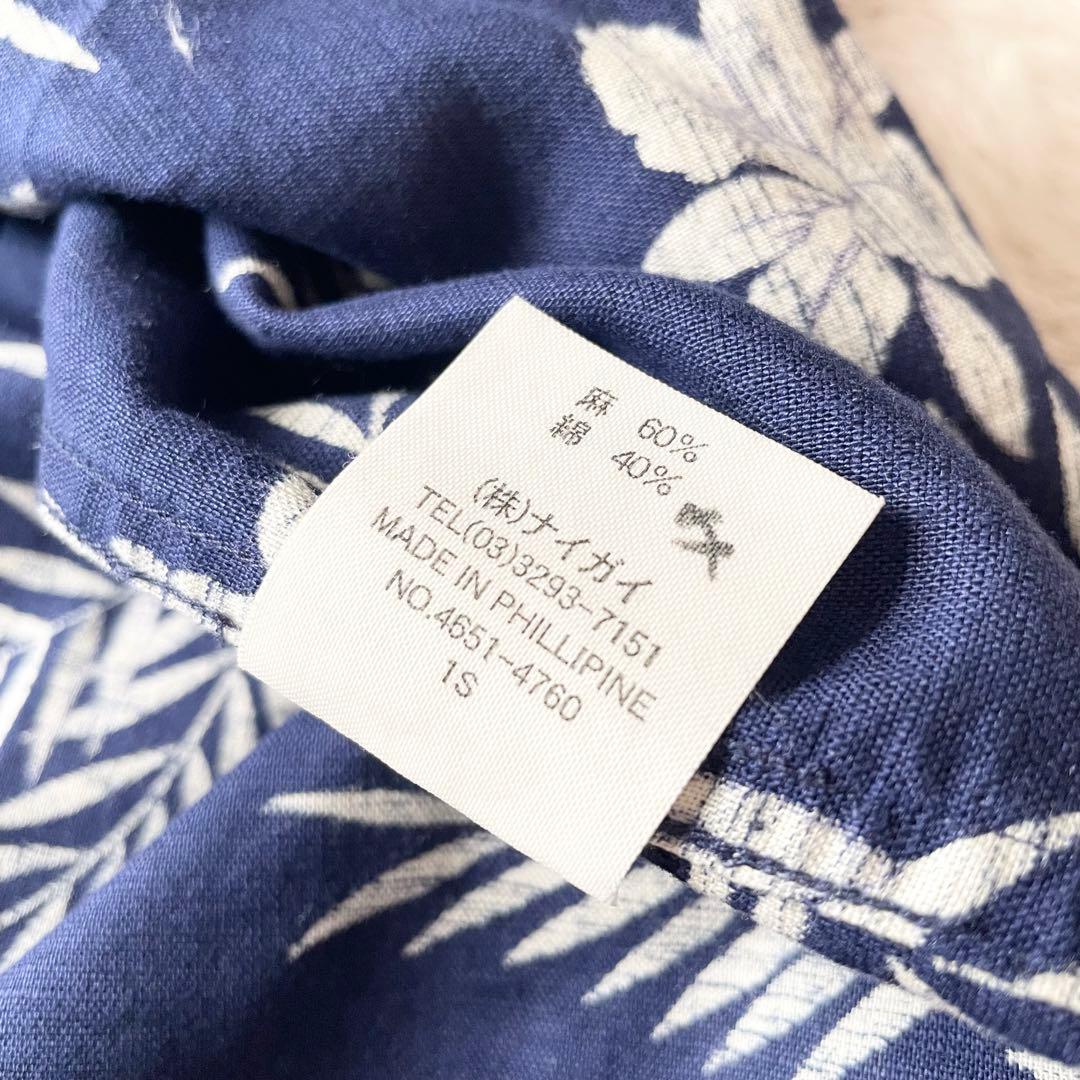 麻 60%
綿 40%
(株)ナイガイ
TEL(03)3293-7151
MADE IN PHILLIPINE
NO.4651-4760
1S